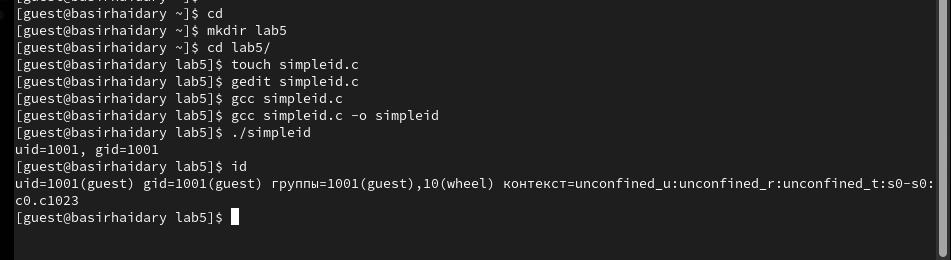 [guest@basirhaidary ~]$ cd
[guest@basirhaidary ~]$ mkdir lab5
[guest@basirhaidary ~]$ cd lab5/
[guest@basirhaidary lab5]$ touch simpleid.c
[guest@basirhaidary lab5]$ gedit simpleid.c
[guest@basirhaidary lab5]$ gcc simpleid.c
[guest@basirhaidary lab5]$ gcc simpleid.c -o simpleid
[guest@basirhaidary lab5]$ ./simpleid
uid=1001, gid=1001
[guest@basirhaidary lab5]$ id
uid=1001(guest) gid=1001(guest) группы=1001(guest),10(wheel) контекст=unconfined_u:unconfined_r:unconfined_t:s0-s0:
c0.c1023
[guest@basirhaidary lab5]$